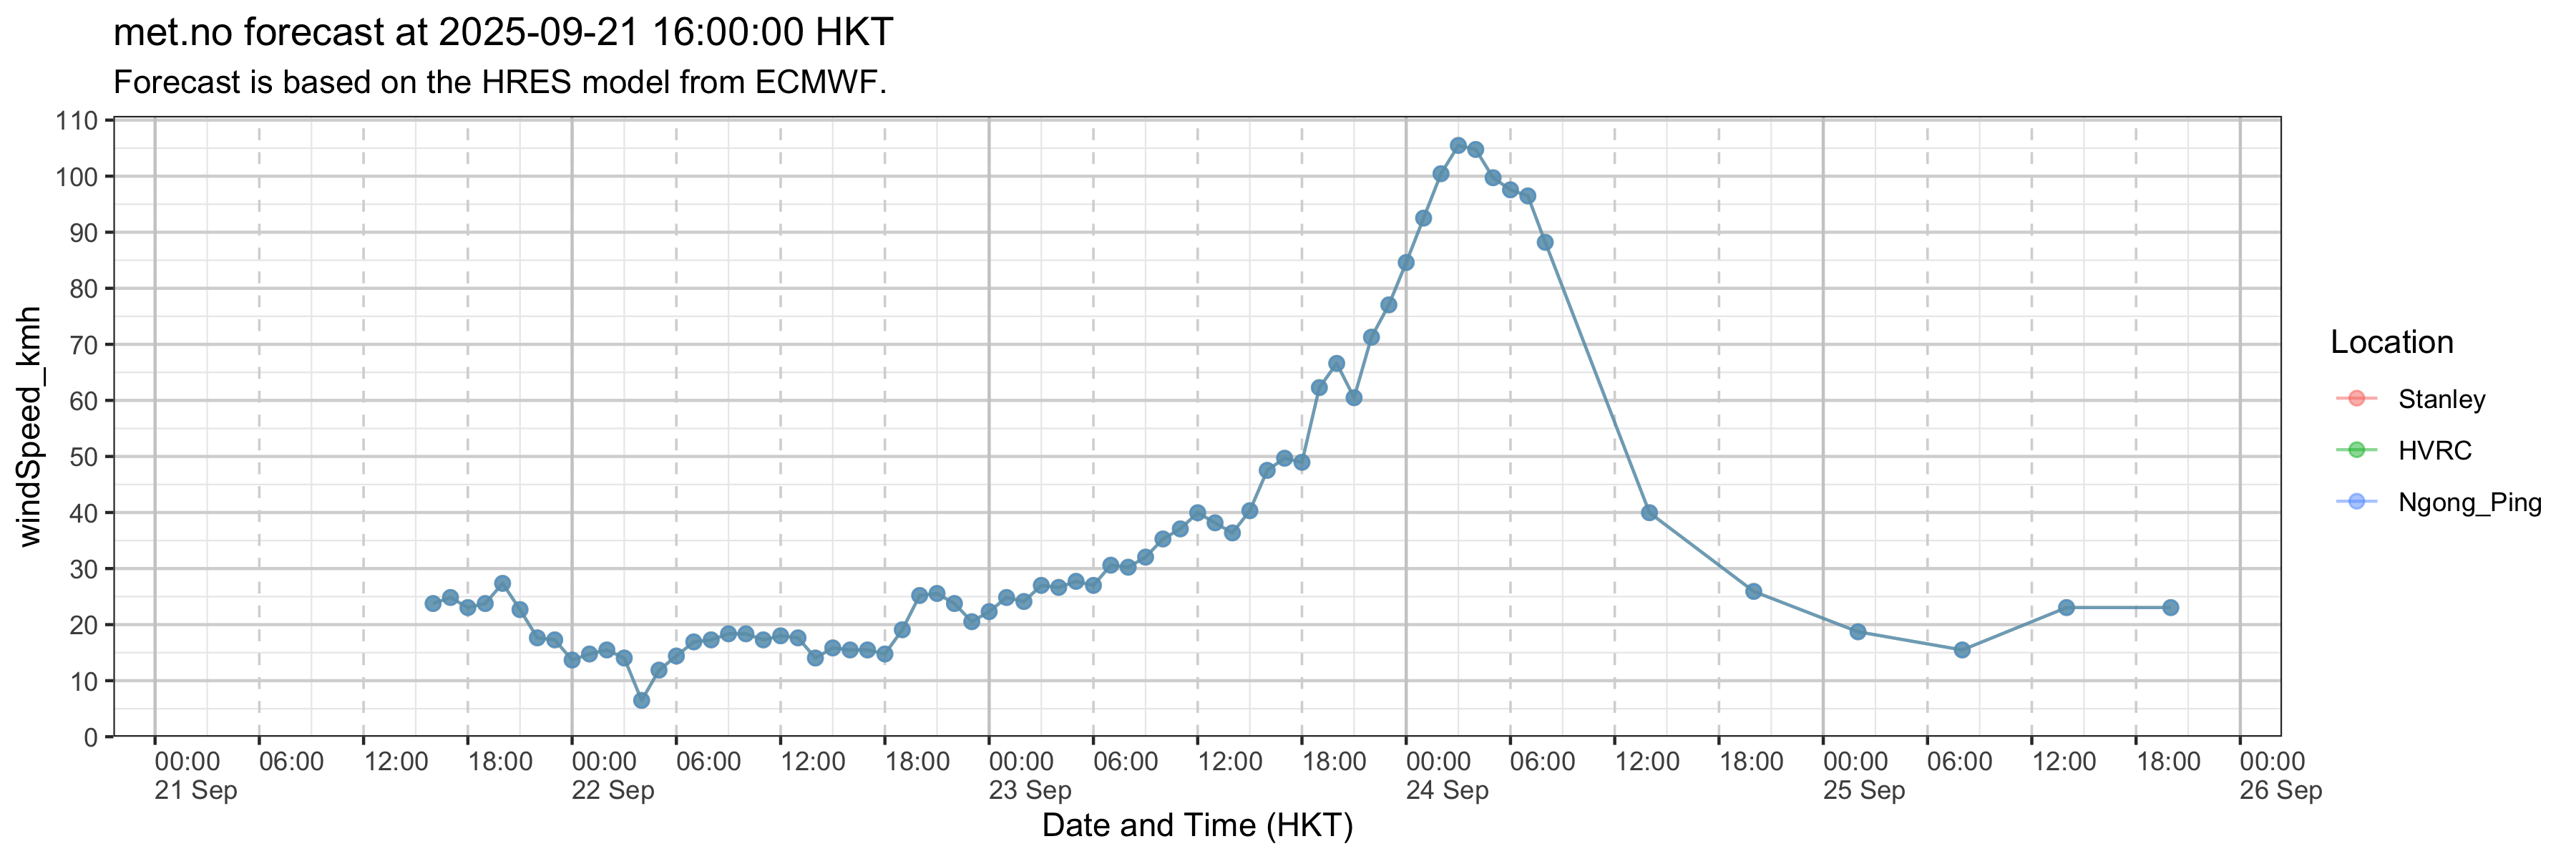 met.no forecast at 2025-09-21 16:00:00 HKT
Forecast is based on the HRES model from ECMWF.
windSpeed_kmh
110
100
90
80
70
60
50
40
30
20
10
0
00:00 06:00 12:00 18:00 00:00 06:00 12:00 18:00 00:00 06:00 12:00 18:00 00:00 06:00 12:00 18:00 00:00 06:00 12:00 18:00 00:00
21 Sep 22 Sep 23 Sep 24 Sep 25 Sep 26 Sep
Date and Time (HKT)
Location
Stanley
HVRC
Ngong_Ping